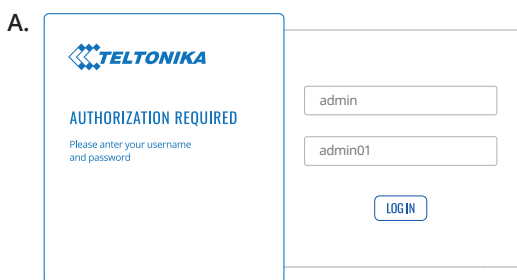 A.
TELTONIKA
AUTHORIZATION REQUIRED
Please anter your username
and password
admin
admin01
LOG IN